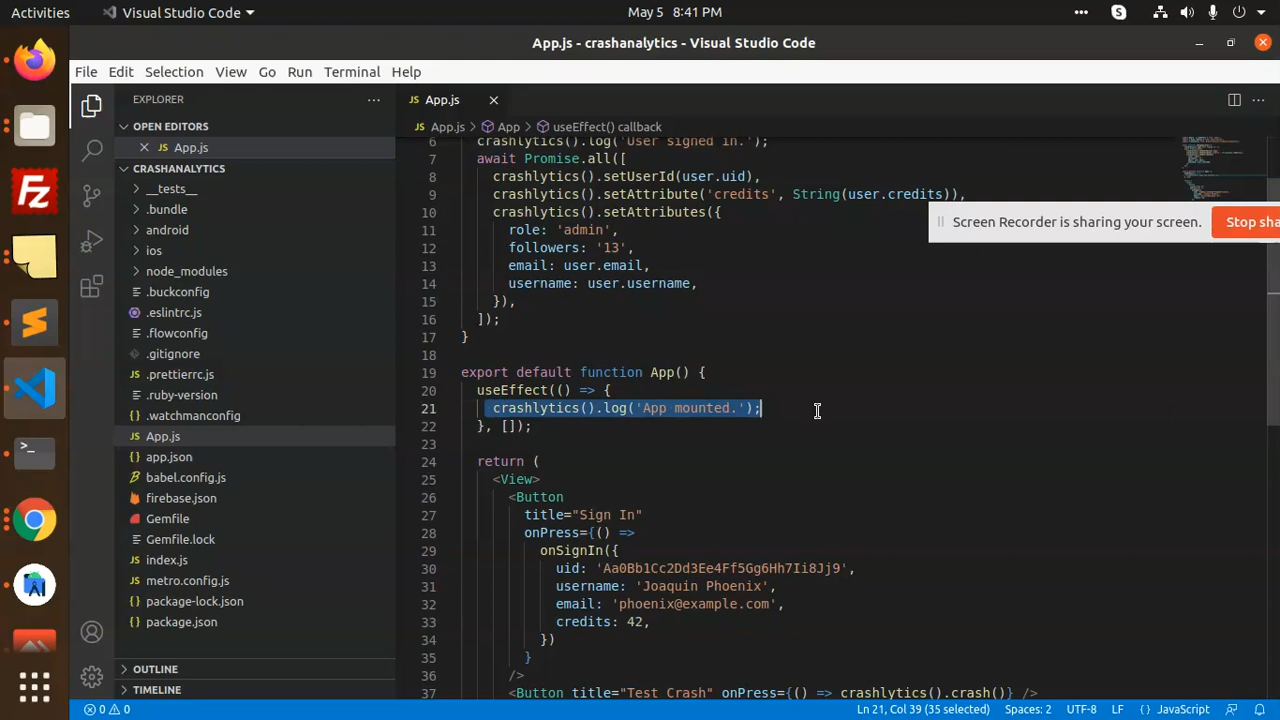 Activities
Visual Studio Code
May 5 8:41 PM
App.js - crashanalytics - Visual Studio Code
File Edit Selection View Go Run Terminal Help
EXPLORER
OPEN EDITORS
App.js
CRASHANALYTICS
__tests__
.bundle
android
ios
node_modules
.buckconfig
.eslintrc.js
.flowconfig
.gitignore
.prettierrc.js
.ruby-version
.watchmanconfig
App.js
app.json
babel.config.js
firebase.json
Gemfile
Gemfile.lock
index.js
metro.config.js
package-lock.json
package.json
OUTLINE
TIMELINE
JS App.js
JS App.js > App > useEffect() callback
6 crashlytics().log('User signed in.');
7 await Promise.all([
8 crashlytics().setUserId(user.uid),
9 crashlytics().setAttribute('credits', String(user.credits)),
10 crashlytics().setAttributes({
11 role: 'admin',
12 followers: '13',
13 email: user.email,
14 username: user.username,
15 }),
16 ]);
17 }
18
19 export default function App() {
20 useEffect(() => {
21 crashlytics().log('App mounted.');
22 }, []);
23
24 return (
25 <View>
26 <Button
27 title="Sign In"
28 onPress={() =>
29 onSignIn({
30 uid: 'Aa0Bb1Cc2Dd3Ee4Ff5Gg6Hh7Ii8Jj9',
31 username: 'Joaquin Phoenix',
32 email: 'phoenix@example.com',
33 credits: 42,
34 })
35 }
36 />
37 <Button title="Test Crash" onPress={() => crashlytics().crash()} />
Screen Recorder is sharing your screen.
Stop sha
0 0
Ln 21, Col 39 (35 selected)
Spaces: 2
UTF-8
LF
JavaScript